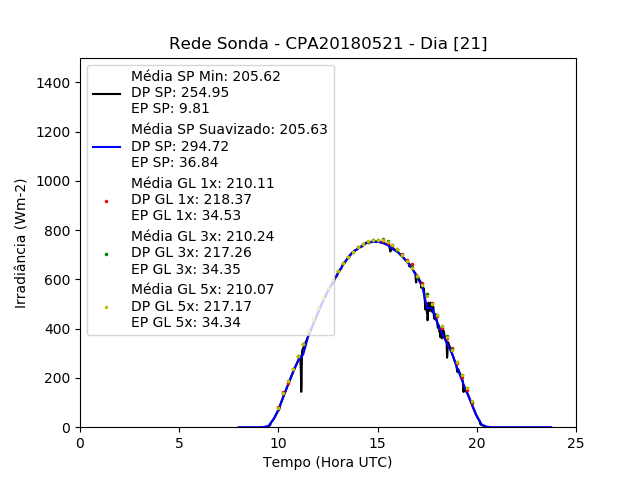 Rede Sonda - CPA20180521 - Dia [21]
Média SP Min: 205.62
DP SP: 254.95
EP SP: 9.81
Média SP Suavizado: 205.63
DP SP: 294.72
EP SP: 36.84
Média GL 1x: 210.11
DP GL 1x: 218.37
EP GL 1x: 34.53
Média GL 3x: 210.24
DP GL 3x: 217.26
EP GL 3x: 34.35
Média GL 5x: 210.07
DP GL 5x: 217.17
EP GL 5x: 34.34
Irradiância (Wm-2)
1400
1200
1000
800
600
400
200
0
0 5 10 15 20 25
Tempo (Hora UTC)